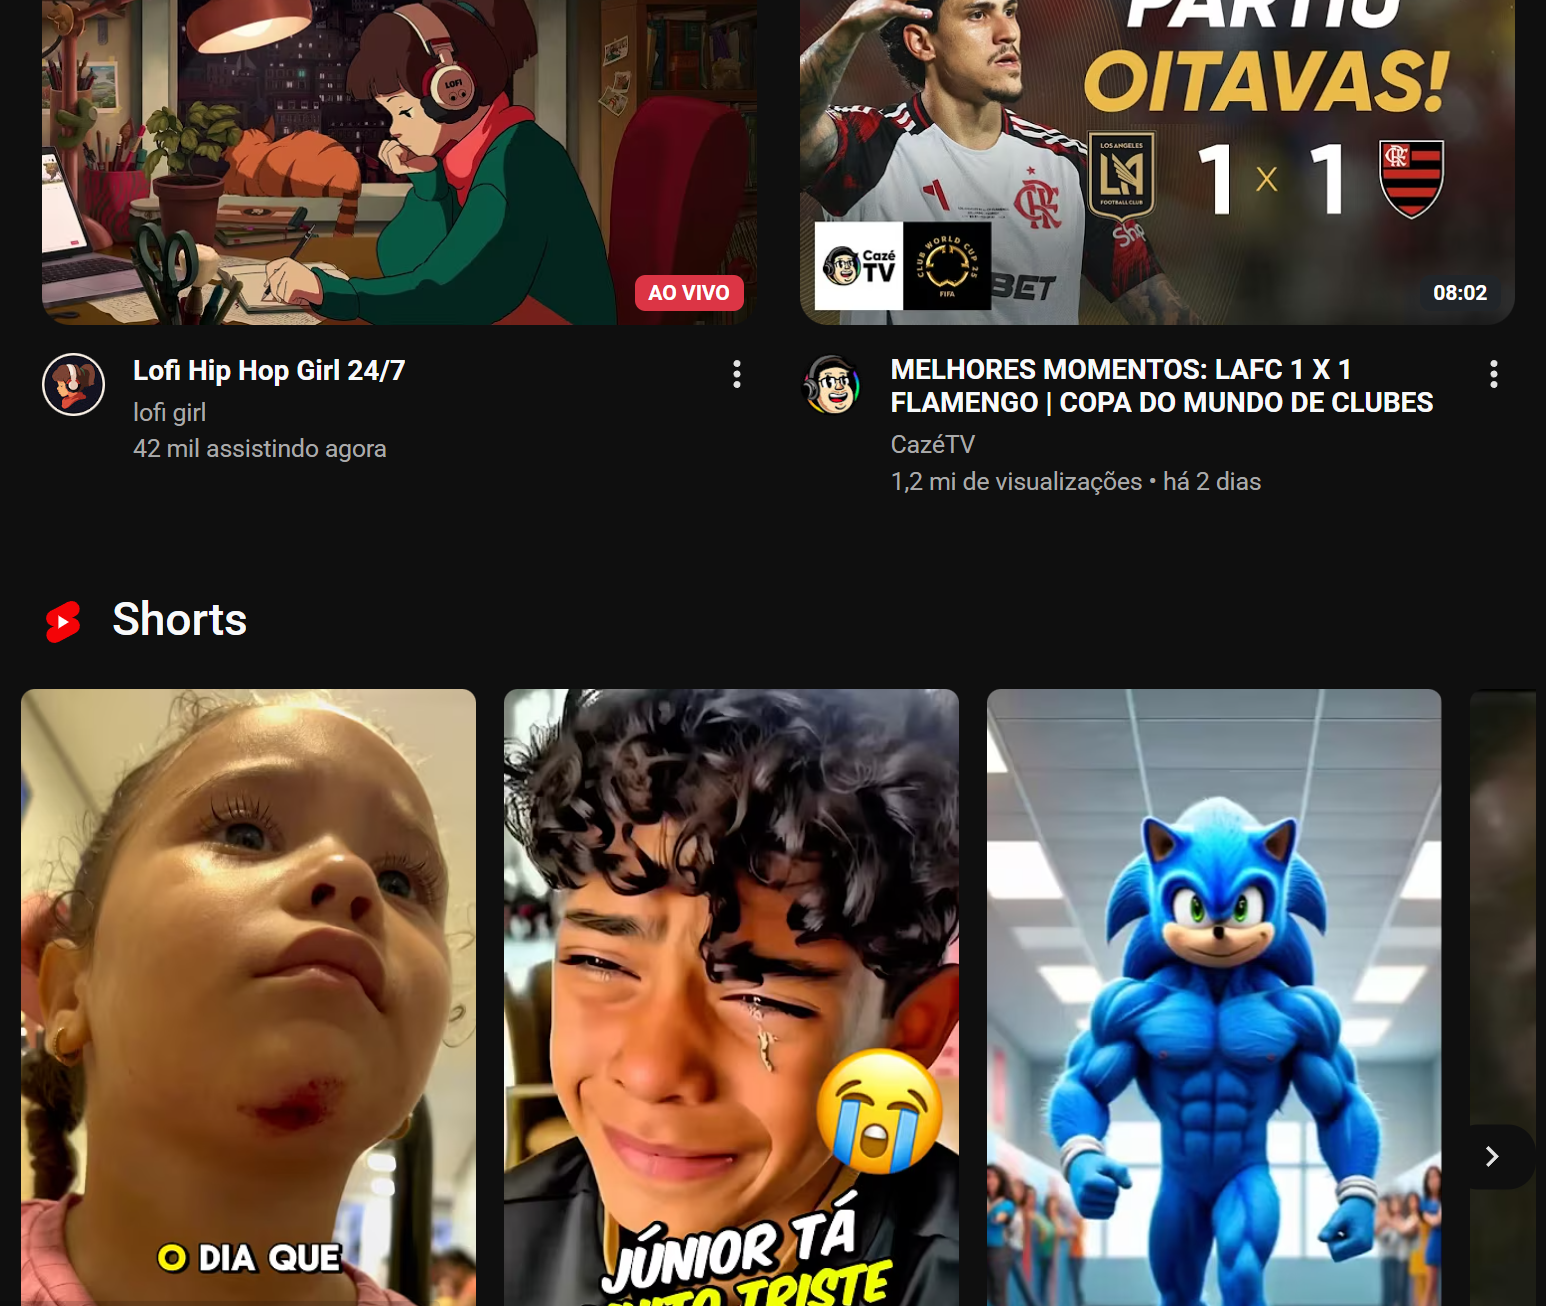 LOFI
AO VIVO
PARTIU
OITAVAS!
LOS ANGELES
FOOTBALL CLUB
1 X 1
Cazé
TV
CLUB WORLD CUP 25
FIFA
BET
08:02
Lofi Hip Hop Girl 24/7
lofi girl
42 mil assistindo agora
MELHORES MOMENTOS: LAFC 1 X 1
FLAMENGO | COPA DO MUNDO DE CLUBES
CazéTV
1,2 mi de visualizações • há 2 dias
Shorts
O DIA QUE
JÚNIOR TÁ
TRISTE